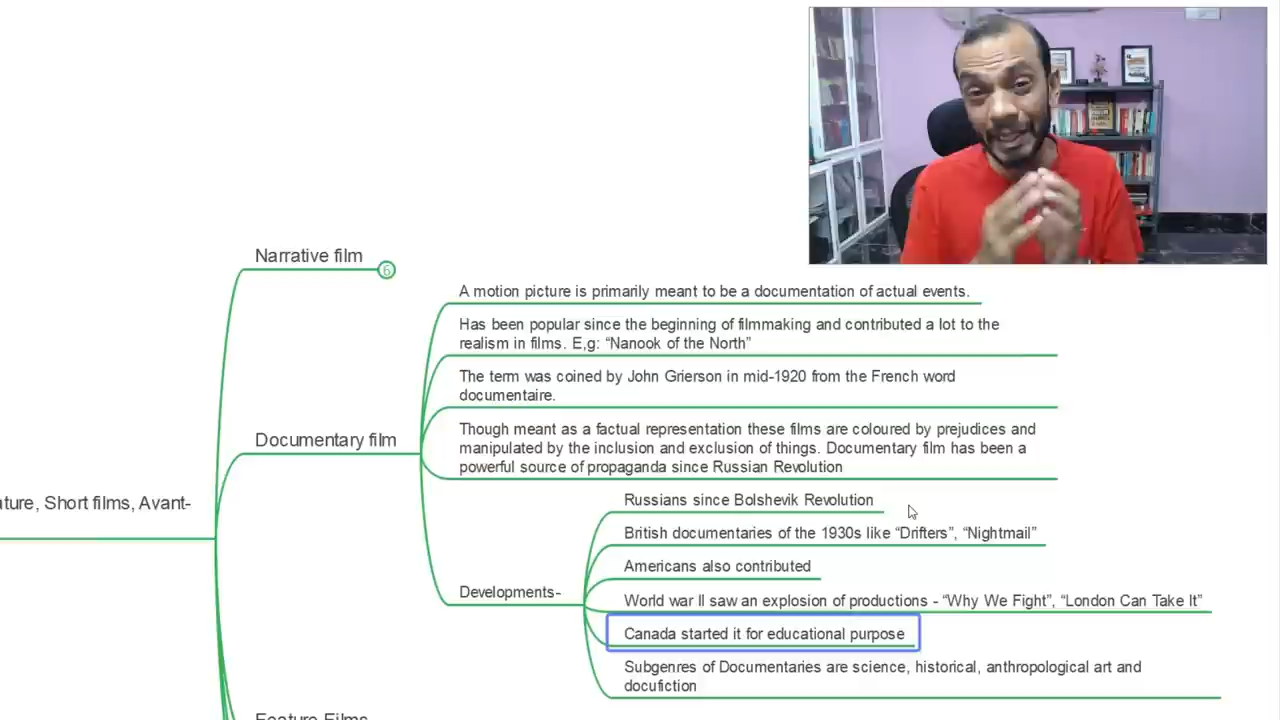 Narrative film
6
A motion picture is primarily meant to be a documentation of actual events.
Has been popular since the beginning of filmmaking and contributed a lot to the
realism in films. E,g: “Nanook of the North”
The term was coined by John Grierson in mid-1920 from the French word
documentaire.
Documentary film
Though meant as a factual representation these films are coloured by prejudices and
manipulated by the inclusion and exclusion of things. Documentary film has been a
powerful source of propaganda since Russian Revolution
ature, Short films, Avant-
Developments-
Russians since Bolshevik Revolution
British documentaries of the 1930s like “Drifters”, “Nightmail”
Americans also contributed
World war II saw an explosion of productions - “Why We Fight”, “London Can Take It”
Canada started it for educational purpose
Subgenres of Documentaries are science, historical, anthropological art and
docufiction
Feature Films